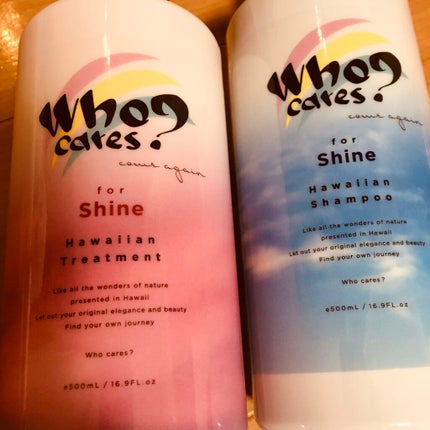 Who?
cares?
come again
for
Shine
Hawaiian
Treatment
Like all the wonders of nature
presented in Hawaii
Let out your original elegance and beauty
Find your own journey
Who cares?
e500mL / 16.9FL.oz
Who?
cares?
come again
for
Shine
Hawaiian
Shampoo
Like all the wonders of nature
presented in Hawaii
Let out your original elegance and beauty
Find your own journey
Who cares?
e500mL / 16.9FL.oz